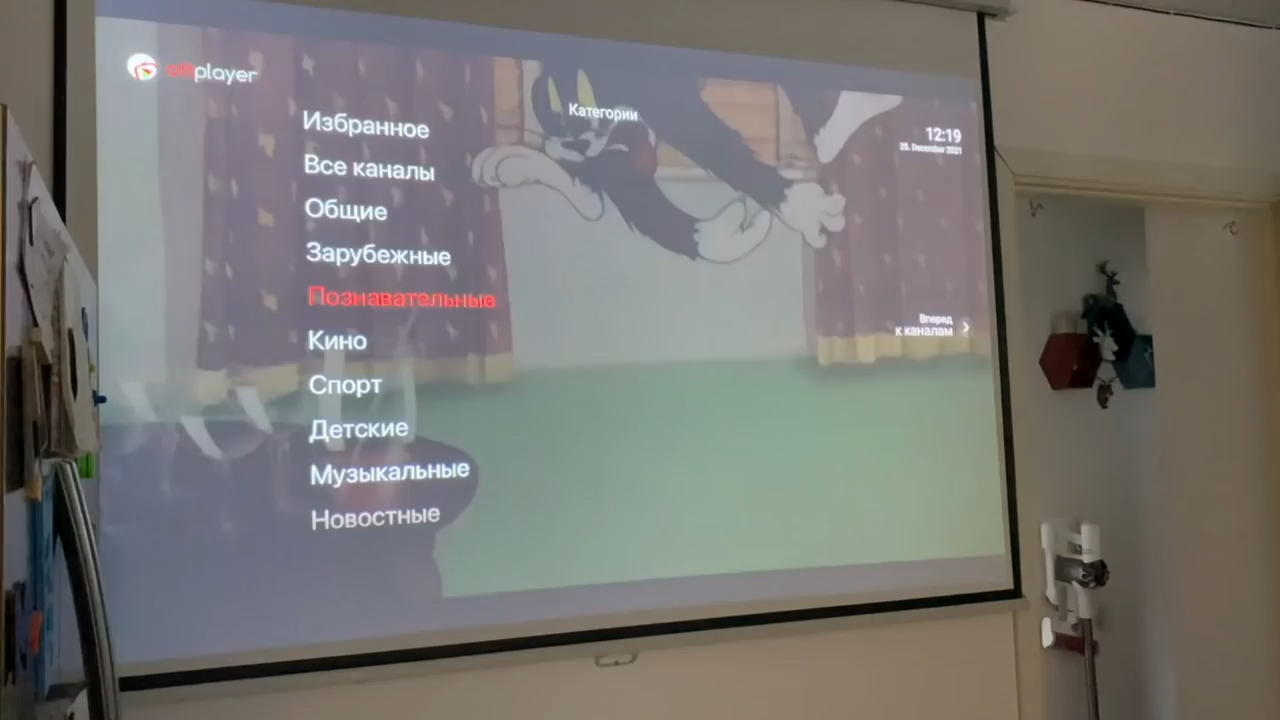 ottplayer
Категории
12:19
25. December 2021
Избранное
Все каналы
Общие
Зарубежные
Познавательные
Кино
Спорт
Детские
Музыкальные
Новостные
Вперед
к каналам